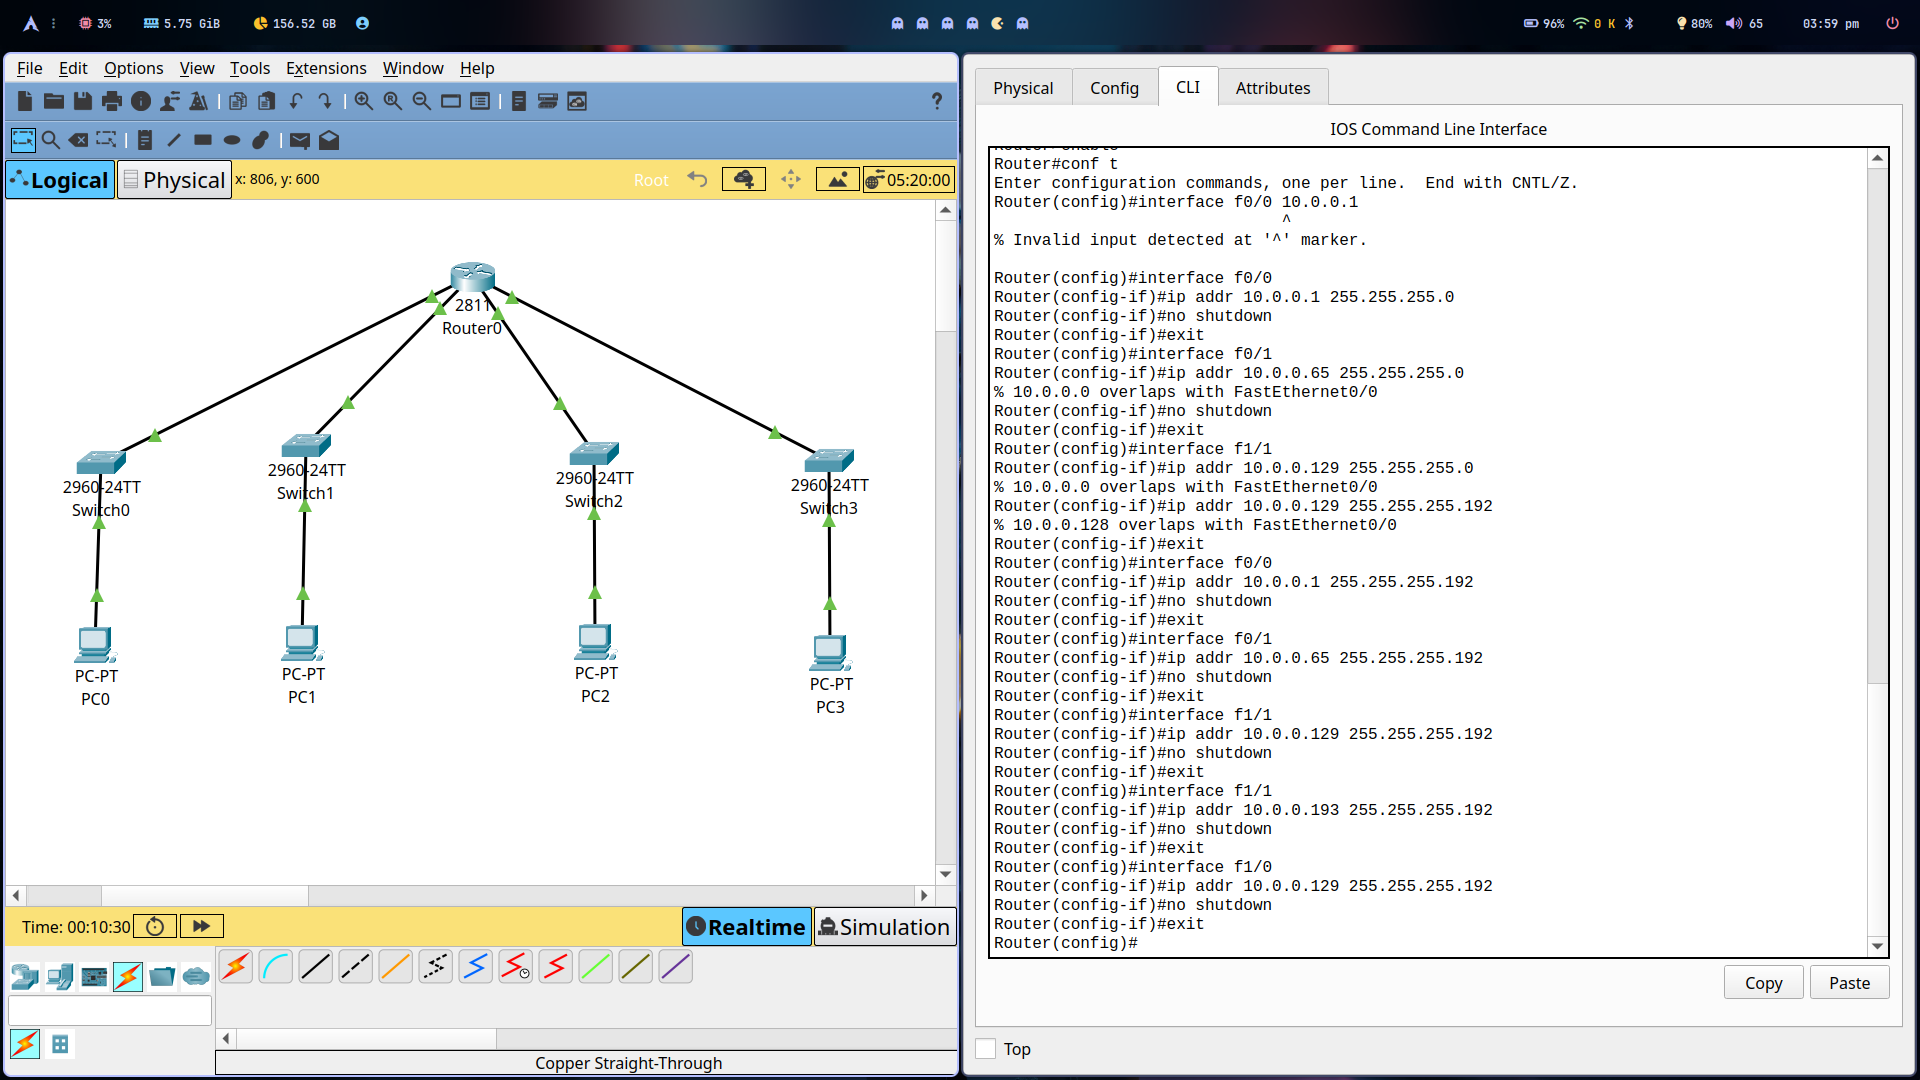 3%
5.75 GiB
156.52 GB
96%
0 K
80%
65
03:59 pm
File Edit Options View Tools Extensions Window Help
?
Logical
Physical
x: 806, y: 600
Root
05:20:00
2811
Router0
2960-24TT
Switch0
2960-24TT
Switch1
2960-24TT
Switch2
2960-24TT
Switch3
PC-PT
PC0
PC-PT
PC1
PC-PT
PC2
PC-PT
PC3
Time: 00:10:30
Realtime
Simulation
Copper Straight-Through
Physical
Config
CLI
Attributes
IOS Command Line Interface
Router>enable
Router#conf t
Enter configuration commands, one per line.  End with CNTL/Z.
Router(config)#interface f0/0 10.0.0.1
^
% Invalid input detected at '^' marker.
Router(config)#interface f0/0
Router(config-if)#ip addr 10.0.0.1 255.255.255.0
Router(config-if)#no shutdown
Router(config-if)#exit
Router(config)#interface f0/1
Router(config-if)#ip addr 10.0.0.65 255.255.255.0
% 10.0.0.0 overlaps with FastEthernet0/0
Router(config-if)#no shutdown
Router(config-if)#exit
Router(config)#interface f1/1
Router(config-if)#ip addr 10.0.0.129 255.255.255.0
% 10.0.0.0 overlaps with FastEthernet0/0
Router(config-if)#ip addr 10.0.0.129 255.255.255.192
% 10.0.0.128 overlaps with FastEthernet0/0
Router(config-if)#exit
Router(config)#interface f0/0
Router(config-if)#ip addr 10.0.0.1 255.255.255.192
Router(config-if)#no shutdown
Router(config-if)#exit
Router(config)#interface f0/1
Router(config-if)#ip addr 10.0.0.65 255.255.255.192
Router(config-if)#no shutdown
Router(config-if)#exit
Router(config)#interface f1/1
Router(config-if)#ip addr 10.0.0.129 255.255.255.192
Router(config-if)#no shutdown
Router(config-if)#exit
Router(config)#interface f1/1
Router(config-if)#ip addr 10.0.0.193 255.255.255.192
Router(config-if)#no shutdown
Router(config-if)#exit
Router(config)#interface f1/0
Router(config-if)#ip addr 10.0.0.129 255.255.255.192
Router(config-if)#no shutdown
Router(config-if)#exit
Router(config)#
Copy
Paste
Top